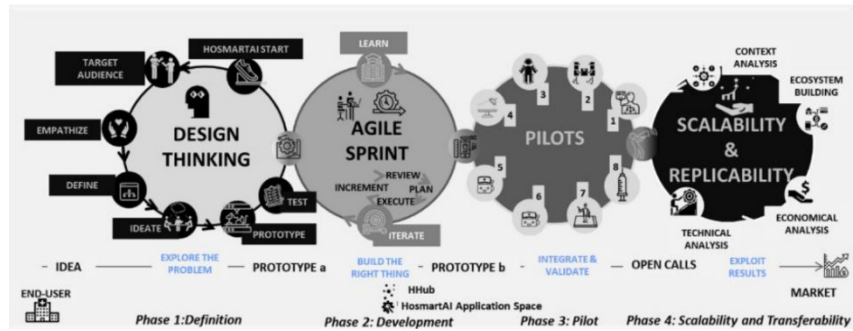 HOSMARTAI START
TARGET
AUDIENCE
EMPATHIZE
DEFINE
IDEATE
PROTOTYPE
TEST
DESIGN
THINKING
LEARN
AGILE
SPRINT
REVIEW
INCREMENT
PLAN
EXECUTE
ITERATE
PILOTS
1
2
3
4
5
6
7
8
CONTEXT
ANALYSIS
ECOSYSTEM
BUILDING
SCALABILITY
&
REPLICABILITY
ECONOMICAL
ANALYSIS
TECHNICAL
ANALYSIS
IDEA
EXPLORE THE
PROBLEM
PROTOTYPE a
BUILD THE
RIGHT THING
PROTOTYPE b
INTEGRATE &
VALIDATE
OPEN CALLS
EXPLOIT
RESULTS
MARKET
END-USER
HHub
HosmartAI Application Space
Phase 1:Definition
Phase 2: Development
Phase 3: Pilot
Phase 4: Scalability and Transferability